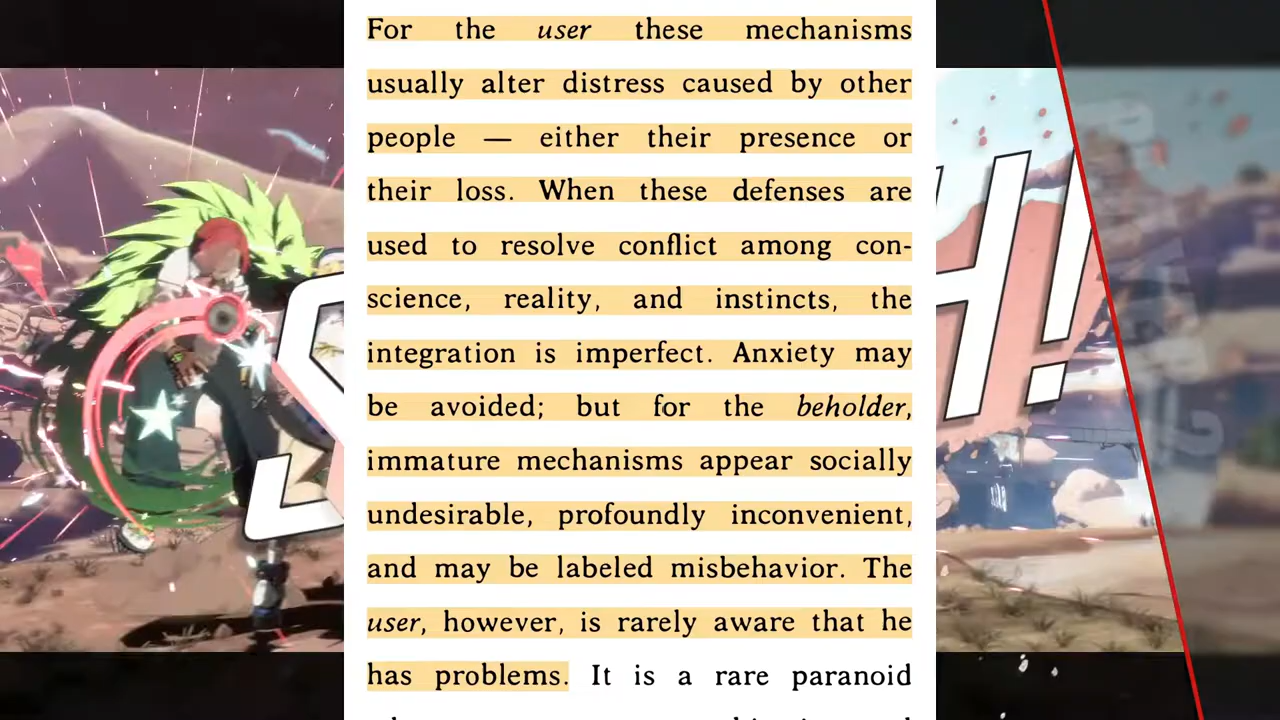 For the user these mechanisms
usually alter distress caused by other
people — either their presence or
their loss. When these defenses are
used to resolve conflict among con-
science, reality, and instincts, the
integration is imperfect. Anxiety may
be avoided; but for the beholder,
immature mechanisms appear socially
undesirable, profoundly inconvenient,
and may be labeled misbehavior. The
user, however, is rarely aware that he
has problems. It is a rare paranoid
H!